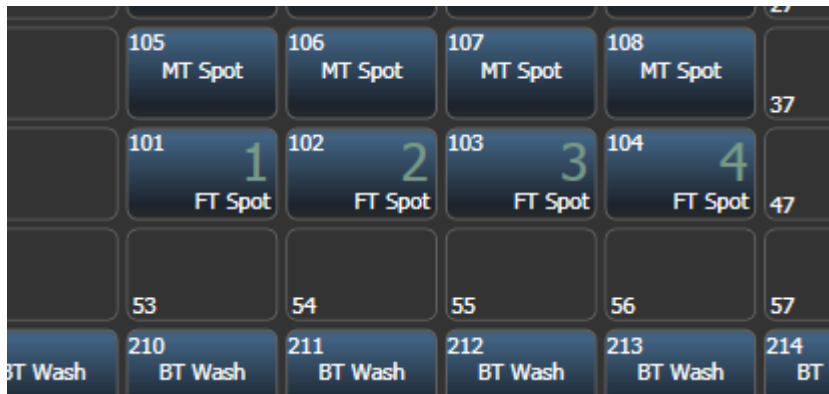 27
105 106 107 108
MT Spot MT Spot MT Spot MT Spot
37
101 1 102 2 103 3 104 4
FT Spot FT Spot FT Spot FT Spot 47
53 54 55 56 57
210 211 212 213 214
BT Wash BT Wash BT Wash BT Wash BT Wash BT